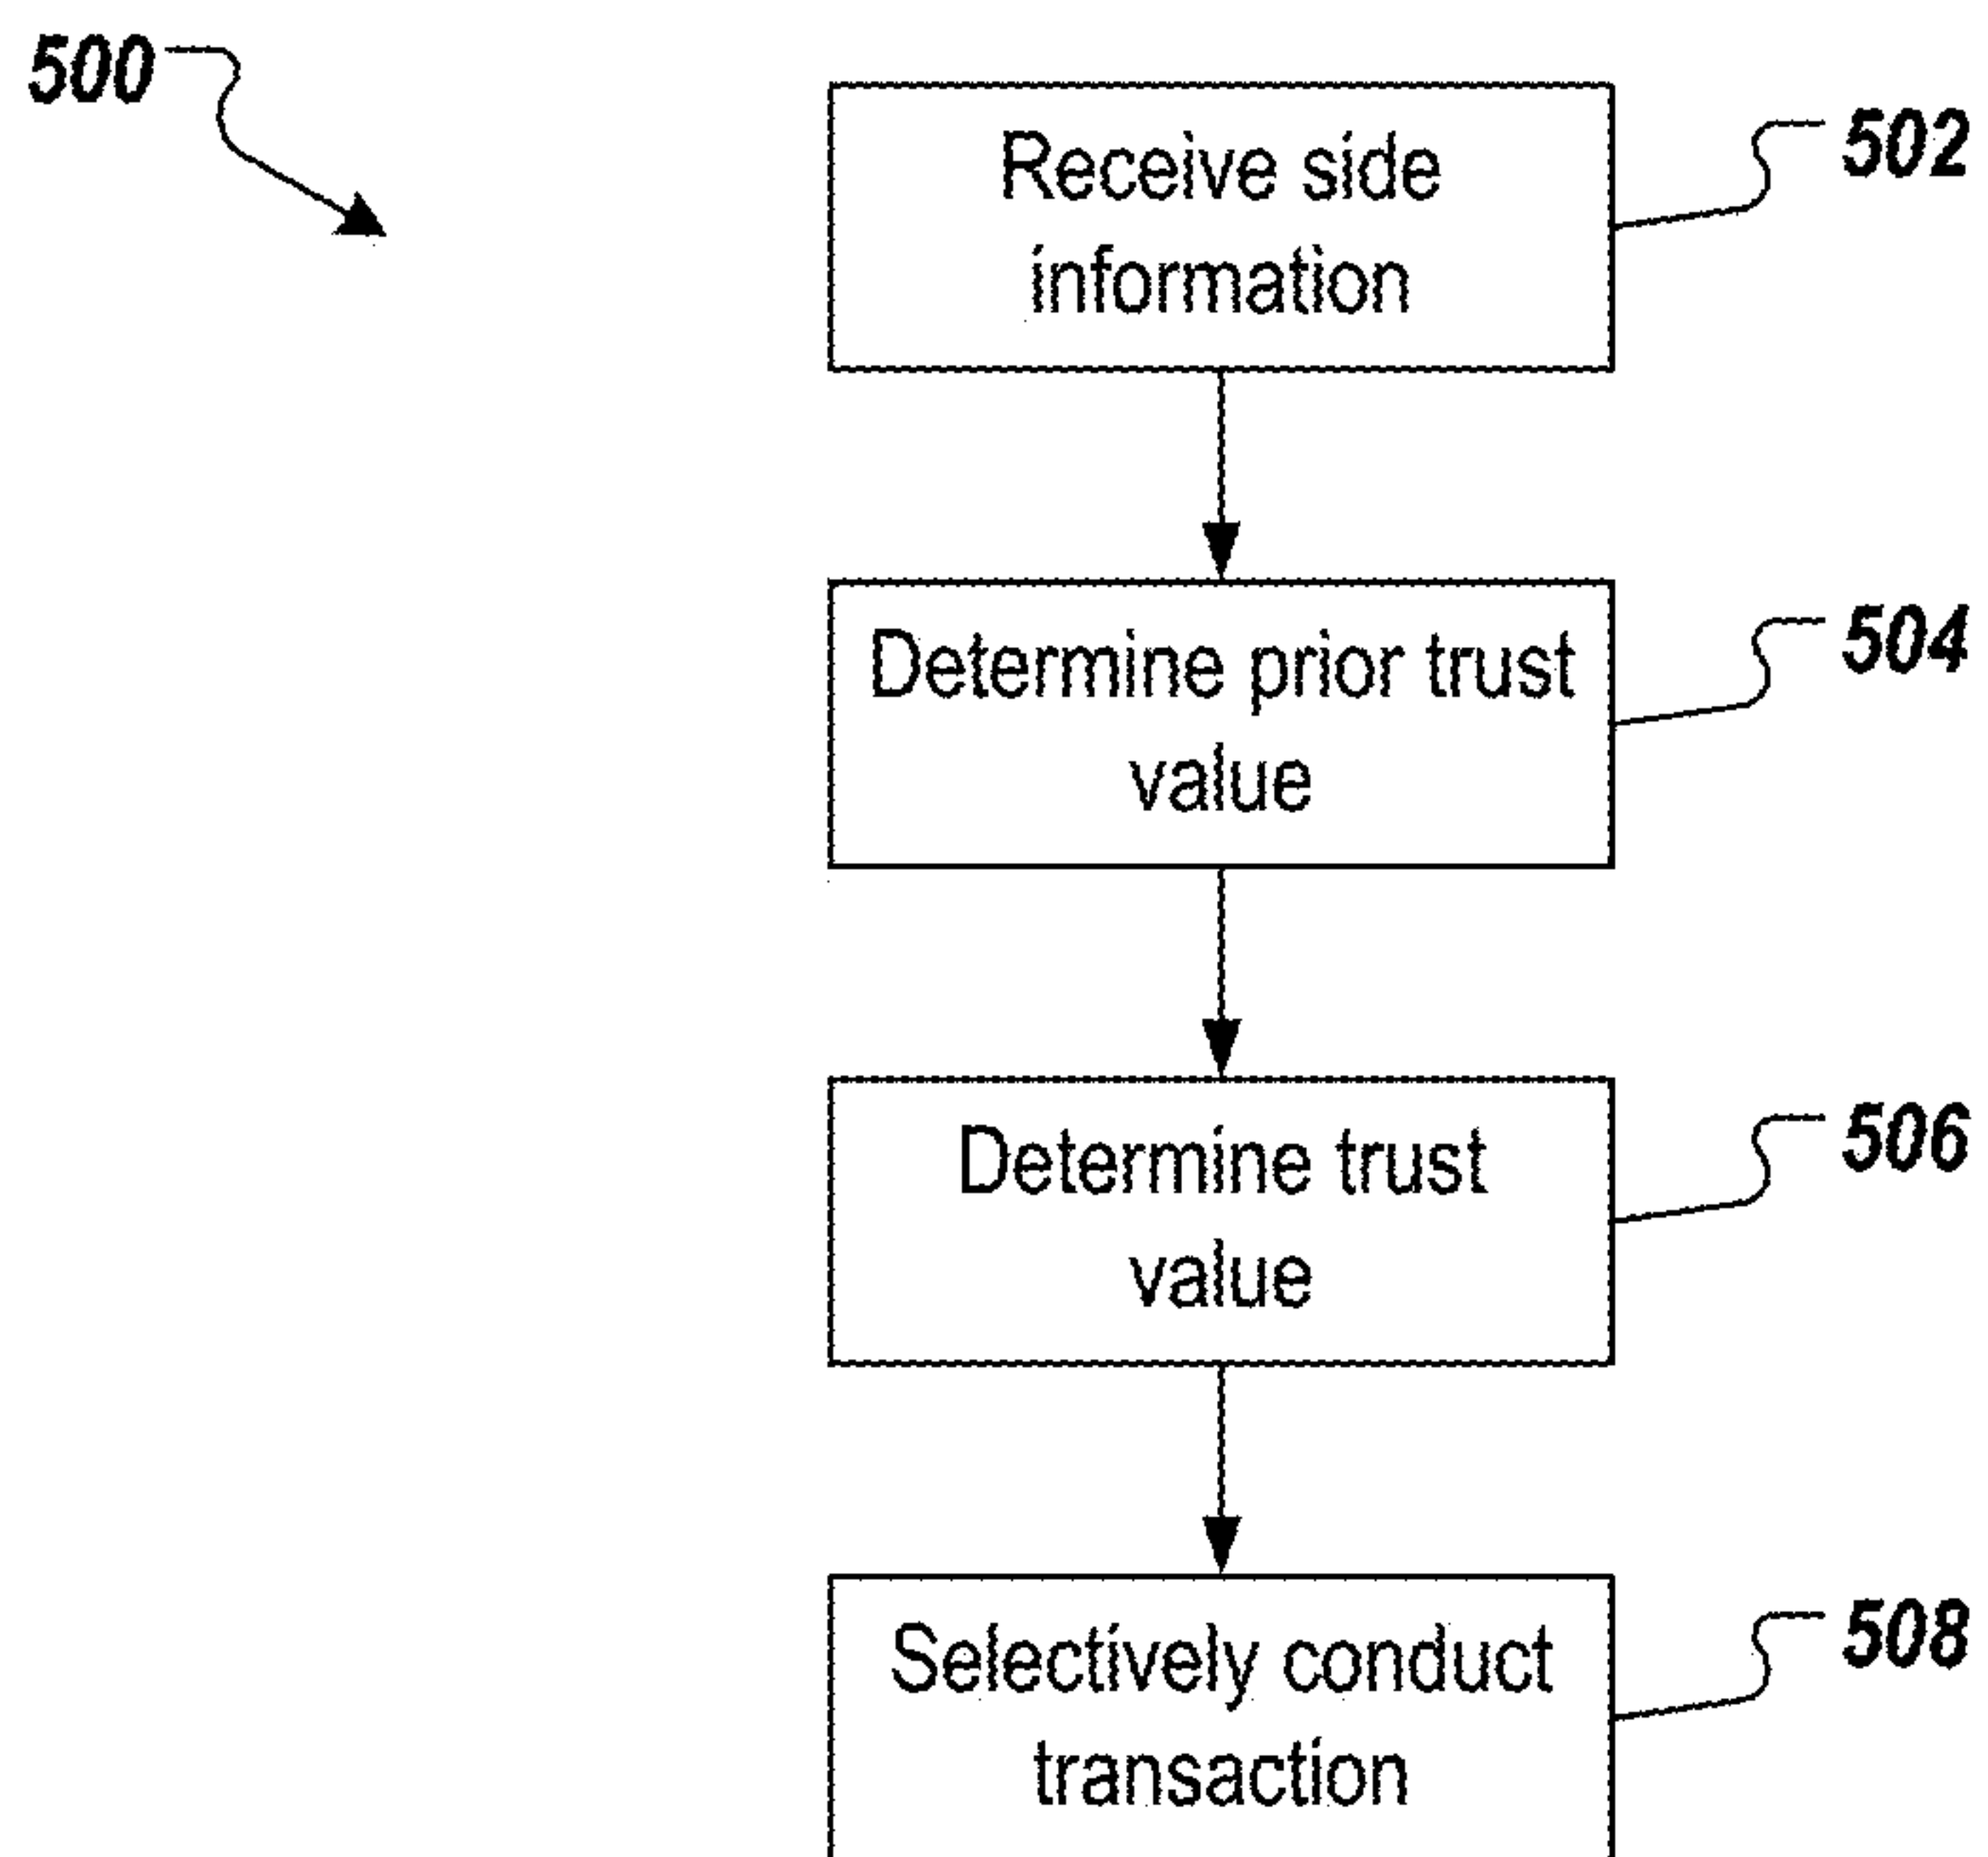 500
Receive side
information
502
Determine prior trust
value
504
Determine trust
value
506
Selectively conduct
transaction
508